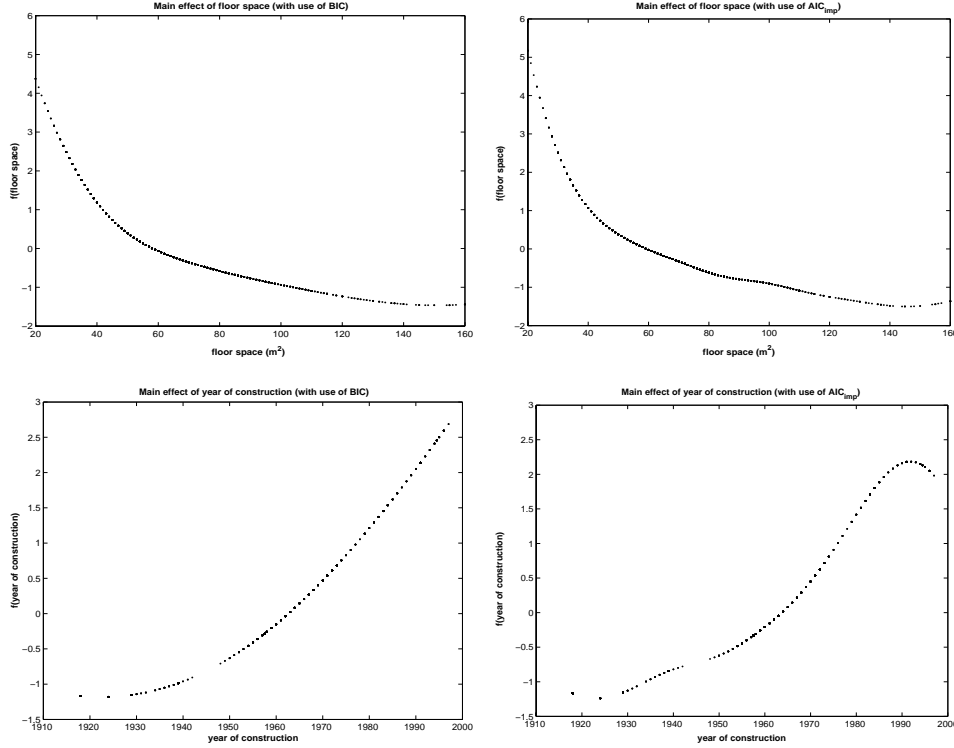 Main effect of floor space (with use of BIC)
6
5
4
3
2
1
0
−1
−2
f(floor space)
20 40 60 80 100 120 140 160
floor space (m2)
Main effect of floor space (with use of AICimp)
6
5
4
3
2
1
0
−1
−2
f(floor space)
20 40 60 80 100 120 140 160
floor space (m2)
Main effect of year of construction (with use of BIC)
3
2.5
2
1.5
1
0.5
0
−0.5
−1
−1.5
f(year of construction)
1910 1920 1930 1940 1950 1960 1970 1980 1990 2000
year of construction
Main effect of year of construction (with use of AICimp)
3
2.5
2
1.5
1
0.5
0
−0.5
−1
−1.5
f(year of construction)
1910 1920 1930 1940 1950 1960 1970 1980 1990 2000
year of construction